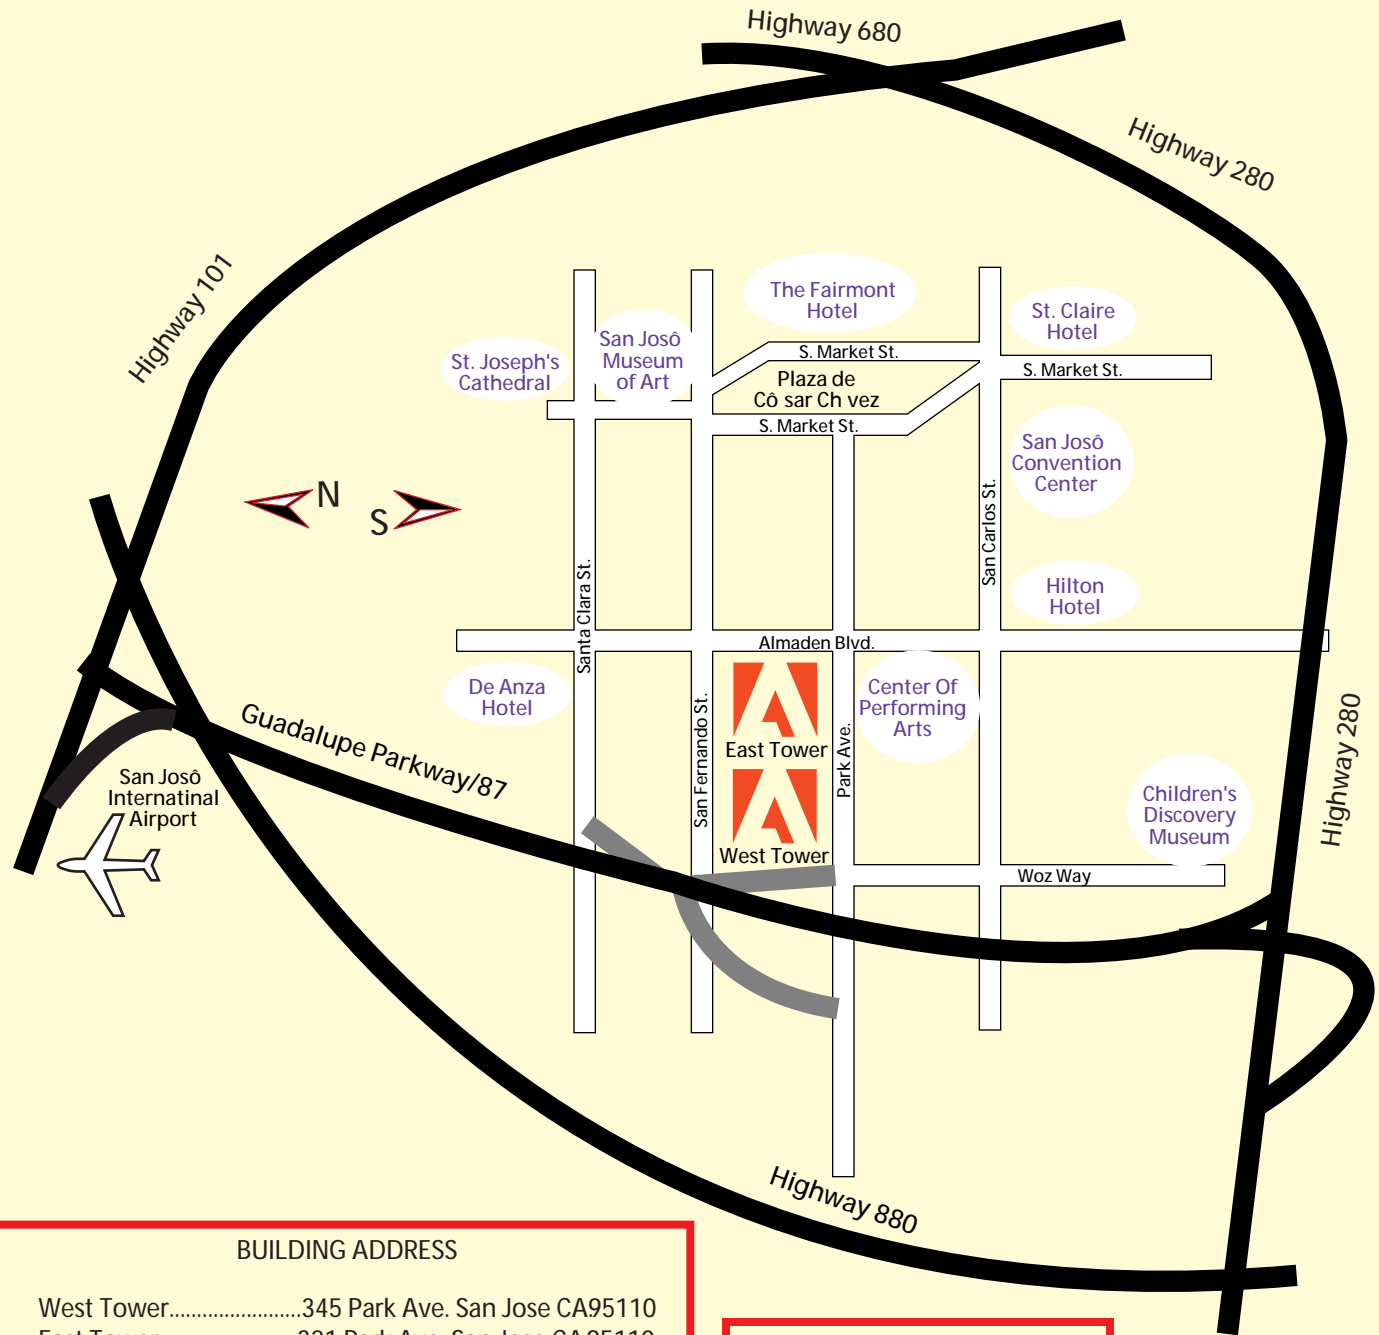 Highway 680
Highway 280
Highway 101
The Fairmont
Hotel
St. Claire
Hotel
San Josô
Museum
of Art
St. Joseph's
Cathedral
S. Market St.
S. Market St.
Plaza de
Cô sar Ch vez
S. Market St.
San Josô
Convention
Center
N
S
San Carlos St.
Santa Clara St.
Hilton
Hotel
Almaden Blvd.
De Anza
Hotel
Center Of
Performing
Arts
San Fernando St.
East Tower
Park Ave.
Guadalupe Parkway/87
Highway 280
San Josô
Internatinal
Airport
Children's
Discovery
Museum
West Tower
Woz Way
Highway 880
BUILDING ADDRESS
West Tower........................345 Park Ave. San Jose CA95110